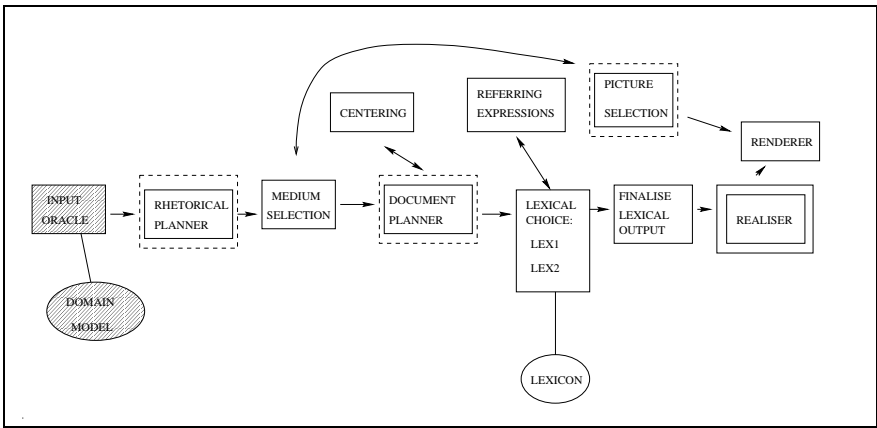 PICTURE
SELECTION
REFERRING
EXPRESSIONS
CENTERING
RENDERER
INPUT
ORACLE
RHETORICAL
PLANNER
MEDIUM
SELECTION
DOCUMENT
PLANNER
LEXICAL
CHOICE:
LEX1
LEX2
FINALISE
LEXICAL
OUTPUT
REALISER
DOMAIN
MODEL
LEXICON